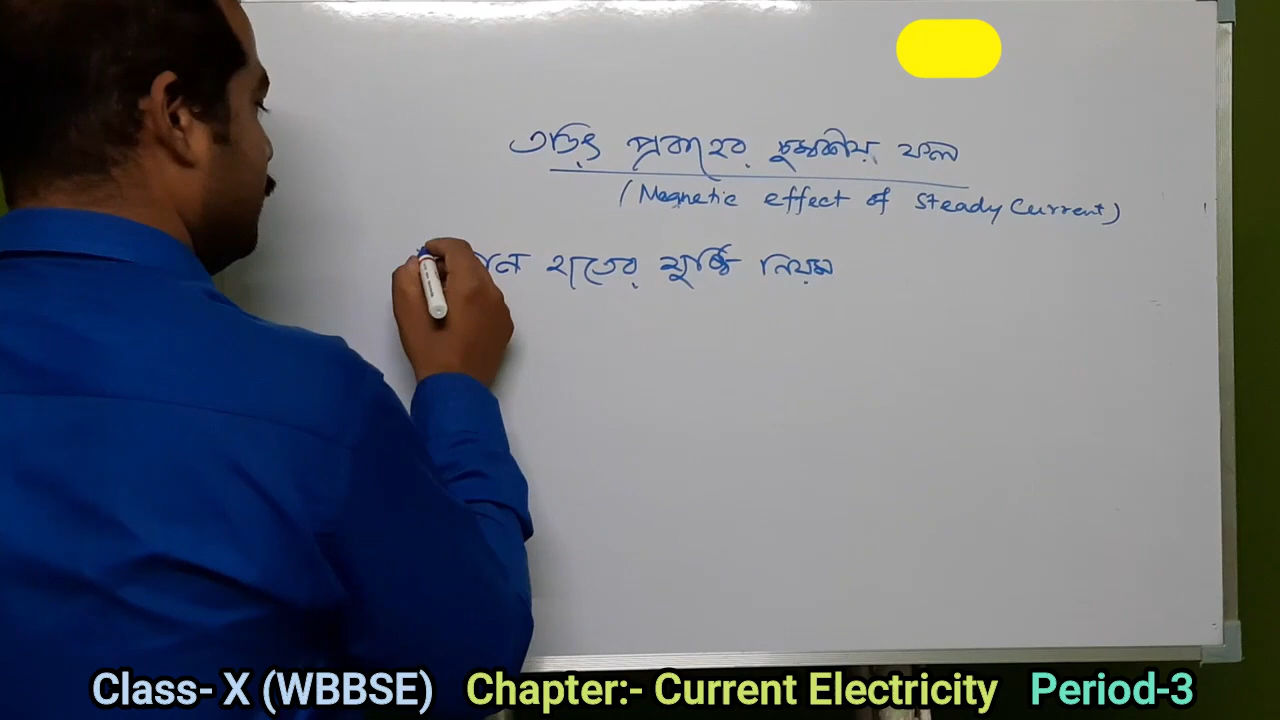 তড়িৎ প্রবাহের চুম্বকীয় ফল
(Magnetic effect of Steady Current)
হাতের মুষ্টি নিয়ম
Class- X (WBBSE) Chapter:- Current Electricity Period-3